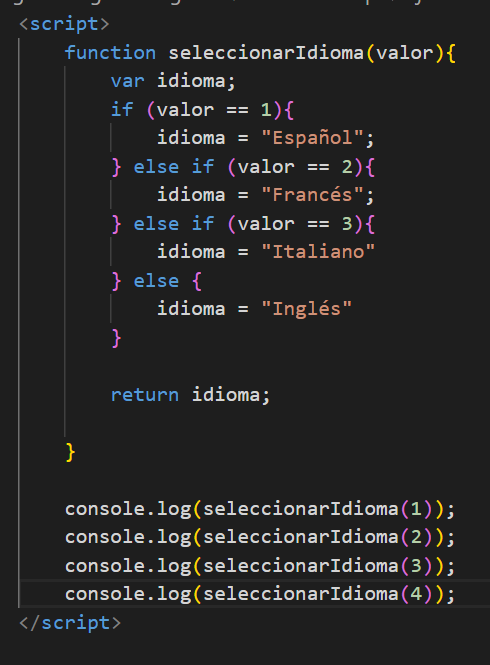 <script>
function seleccionarIdioma(valor){
var idioma;
if (valor == 1){
idioma = "Español";
} else if (valor == 2){
idioma = "Francés";
} else if (valor == 3){
idioma = "Italiano"
} else {
idioma = "Inglés"
}
return idioma;
}
console.log(seleccionarIdioma(1));
console.log(seleccionarIdioma(2));
console.log(seleccionarIdioma(3));
console.log(seleccionarIdioma(4));
</script>